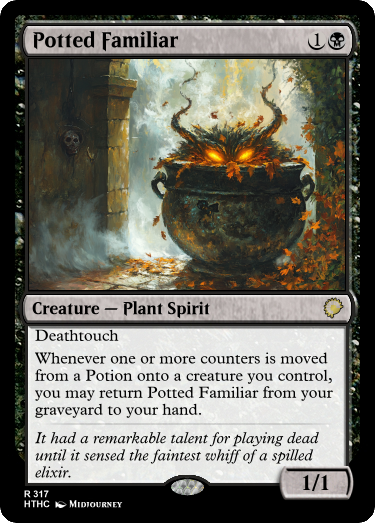 Potted Familiar 1
Creature — Plant Spirit
Deathtouch
Whenever one or more counters is moved
from a Potion onto a creature you control,
you may return Potted Familiar from your
graveyard to your hand.
It had a remarkable talent for playing dead
until it sensed the faintest whiff of a spilled
elixir.
1/1
R 317
HTHC MIDJOURNEY